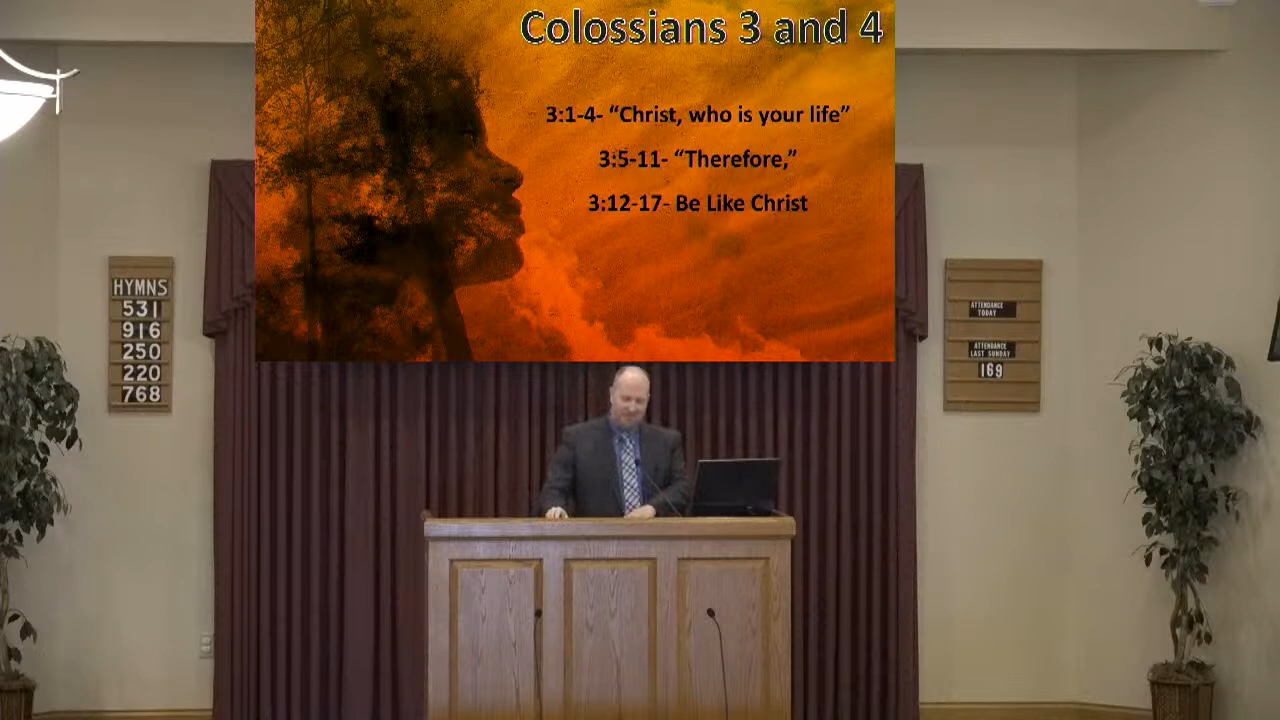 Colossians 3 and 4
3:1-4- “Christ, who is your life”
3:5-11- “Therefore,”
3:12-17- Be Like Christ
HYMNS
531
916
250
220
768
ATTENDANCE
TODAY
ATTENDANCE
LAST SUNDAY
169